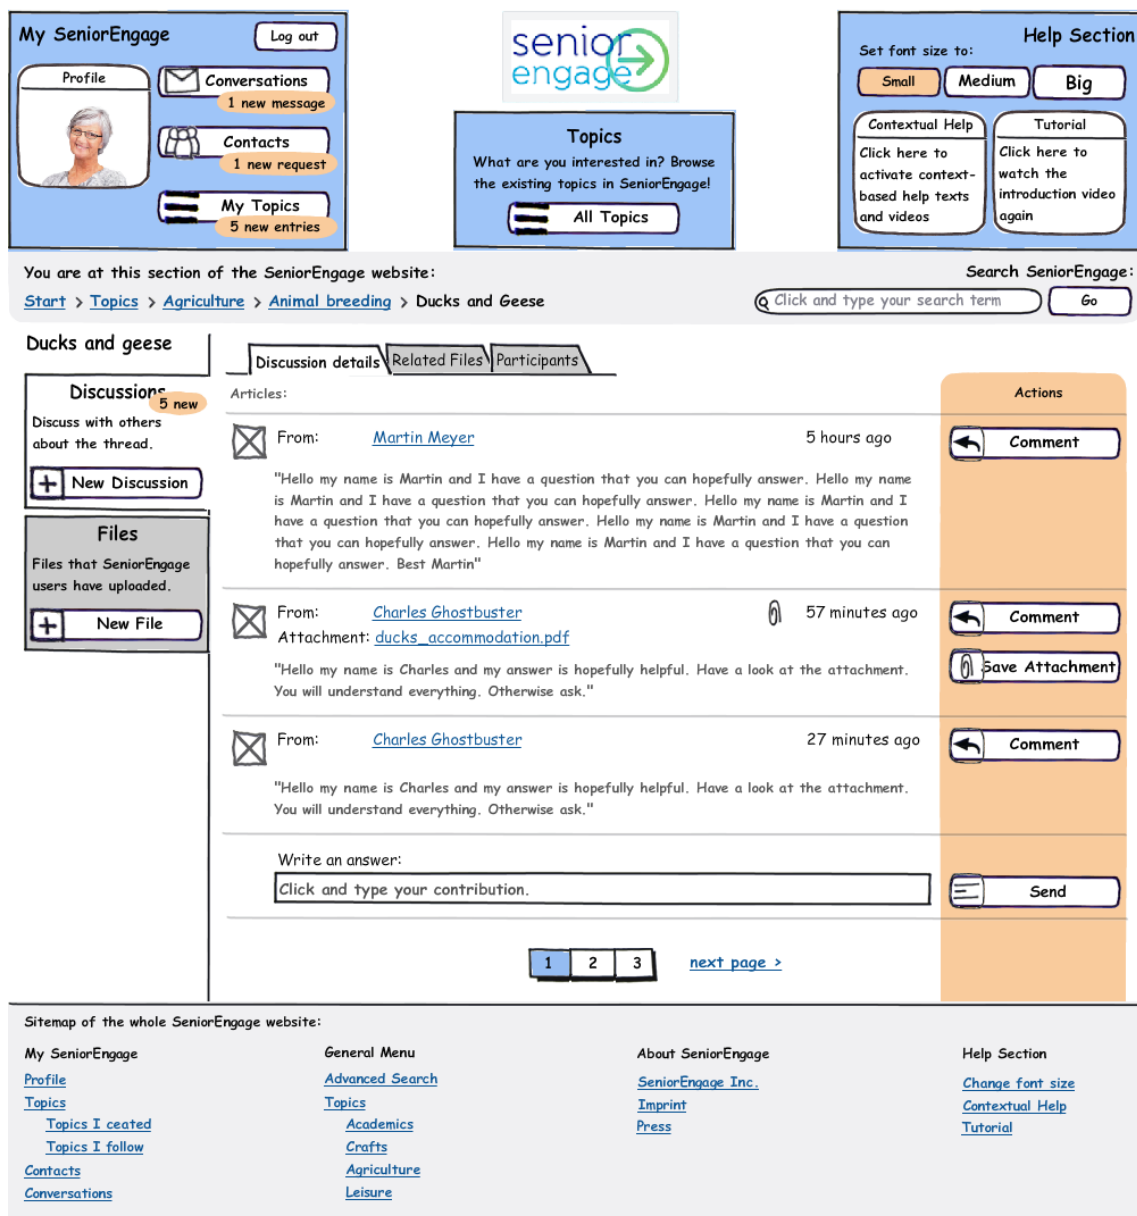 My SeniorEngage
Log out
Profile
Conversations
1 new message
Contacts
1 new request
My Topics
5 new entries
senior
engage
Topics
What are you interested in? Browse
the existing topics in SeniorEngage!
All Topics
Help Section
Set font size to:
Small
Medium
Big
Contextual Help
Click here to
activate context-
based help texts
and videos
Tutorial
Click here to
watch the
introduction video
again
You are at this section of the SeniorEngage website:
Start > Topics > Agriculture > Animal breeding > Ducks and Geese
Search SeniorEngage:
Click and type your search term
Go
Ducks and geese
Discussions
5 new
Discuss with others
about the thread.
New Discussion
Files
Files that SeniorEngage
users have uploaded.
New File
Discussion details
Related Files
Participants
Articles:
Actions
From: Martin Meyer 5 hours ago
Comment
"Hello my name is Martin and I have a question that you can hopefully answer. Hello my name
is Martin and I have a question that you can hopefully answer. Hello my name is Martin and I
have a question that you can hopefully answer. Hello my name is Martin and I have a question
that you can hopefully answer. Hello my name is Martin and I have a question that you can
hopefully answer. Best Martin"
From: Charles Ghostbuster 57 minutes ago
Comment
Attachment: ducks_accommodation.pdf
Save Attachment
"Hello my name is Charles and my answer is hopefully helpful. Have a look at the attachment.
You will understand everything. Otherwise ask."
From: Charles Ghostbuster 27 minutes ago
Comment
"Hello my name is Charles and my answer is hopefully helpful. Have a look at the attachment.
You will understand everything. Otherwise ask."
Write an answer:
Click and type your contribution.
Send
1 2 3 next page >
Sitemap of the whole SeniorEngage website:
My SeniorEngage
Profile
Topics
Topics I ceated
Topics I follow
Contacts
Conversations
General Menu
Advanced Search
Topics
Academics
Crafts
Agriculture
Leisure
About SeniorEngage
SeniorEngage Inc.
Imprint
Press
Help Section
Change font size
Contextual Help
Tutorial